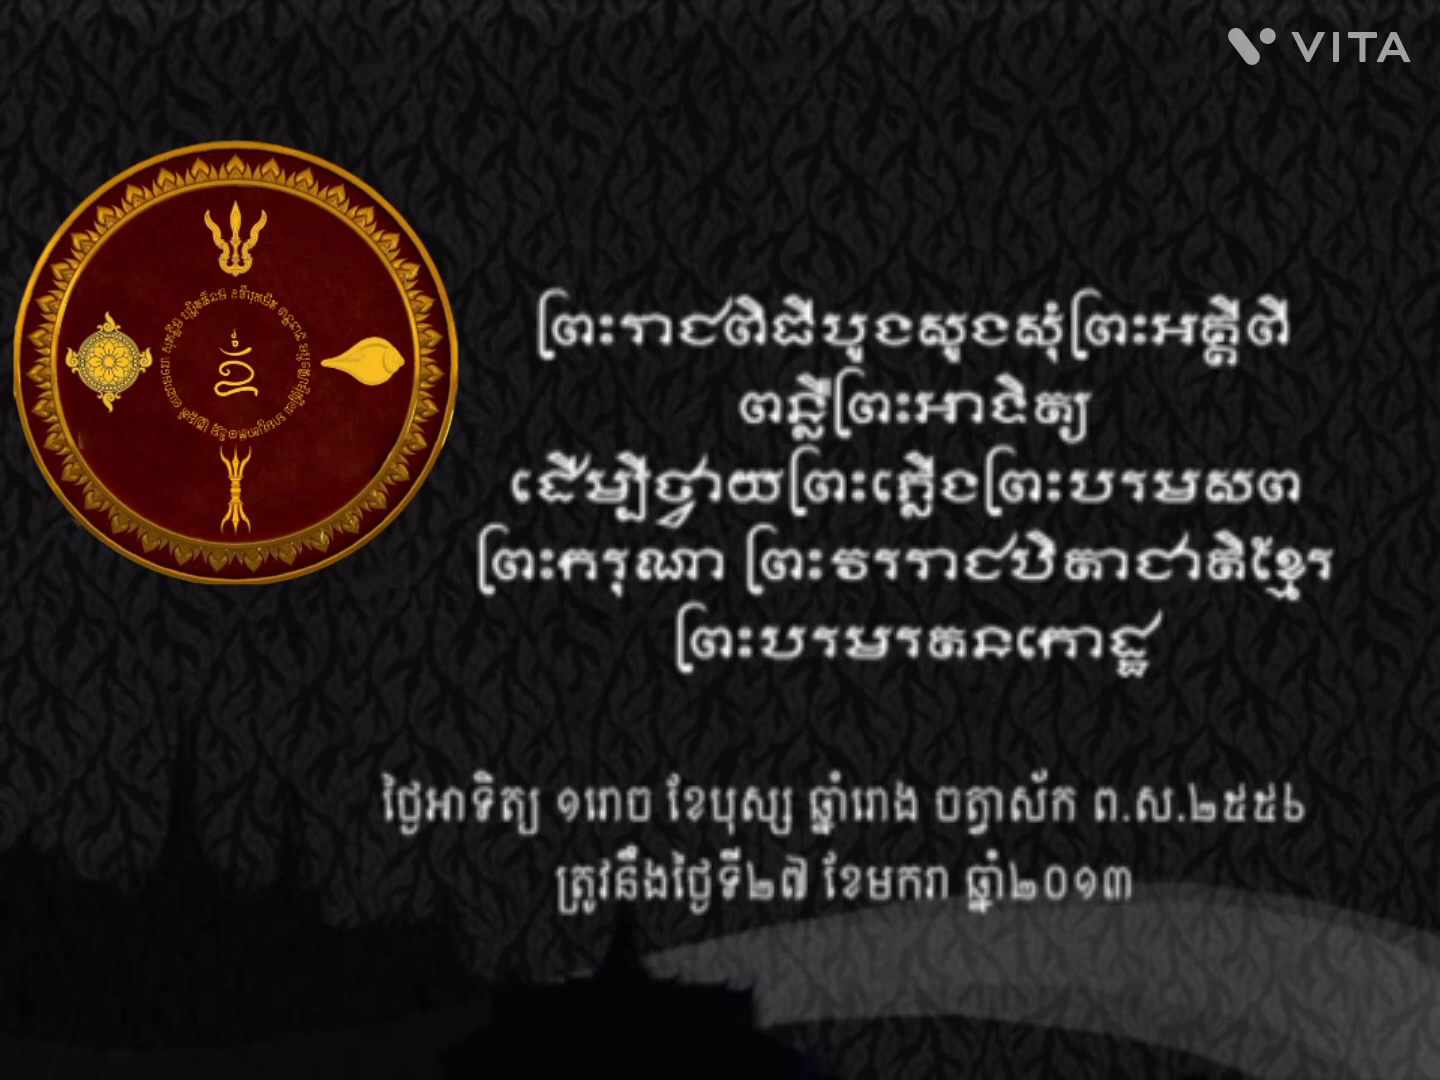 VITA
ព្រះរាជពិធីបួងសួងសុំព្រះអគ្គីពី
ពន្លឺព្រះអាទិត្យ
ដើម្បីថ្វាយព្រះភ្លើងព្រះបរមសព
ព្រះករុណា ព្រះវររាជបិតាជាតិខ្មែរ
ព្រះបរមរតនកោដ្ឋ
ថ្ងៃអាទិត្យ ១រោច ខែបុស្ស ឆ្នាំរោង ចត្វាស័ក ព.ស.២៥៥៦
ត្រូវនឹងថ្ងៃទី២៧ ខែមករា ឆ្នាំ២០១៣